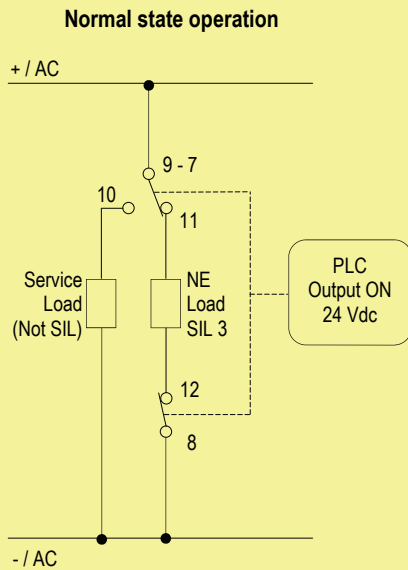 Normal state operation
+ / AC
9 - 7
10
11
Service
Load
(Not SIL)
NE
Load
SIL 3
PLC
Output ON
24 Vdc
12
8
- / AC